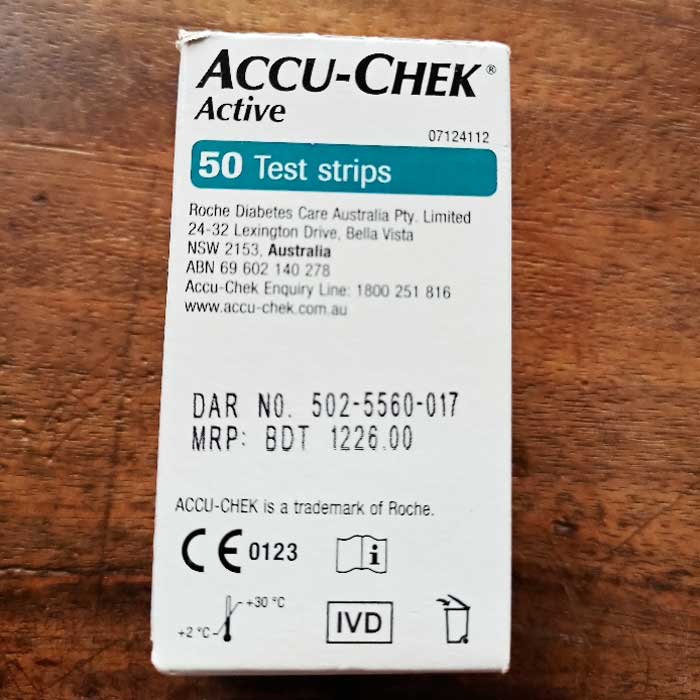 ACCU-CHEK®
Active
07124112
50 Test strips
Roche Diabetes Care Australia Pty. Limited
24-32 Lexington Drive, Bella Vista
NSW 2153, Australia
ABN 69 602 140 278
Accu-Chek Enquiry Line: 1800 251 816
www.accu-chek.com.au
DAR NO. 502-5560-017
MRP: BDT 1226.00
ACCU-CHEK is a trademark of Roche.
CE 0123 i
+30 °C
+2 °C
IVD